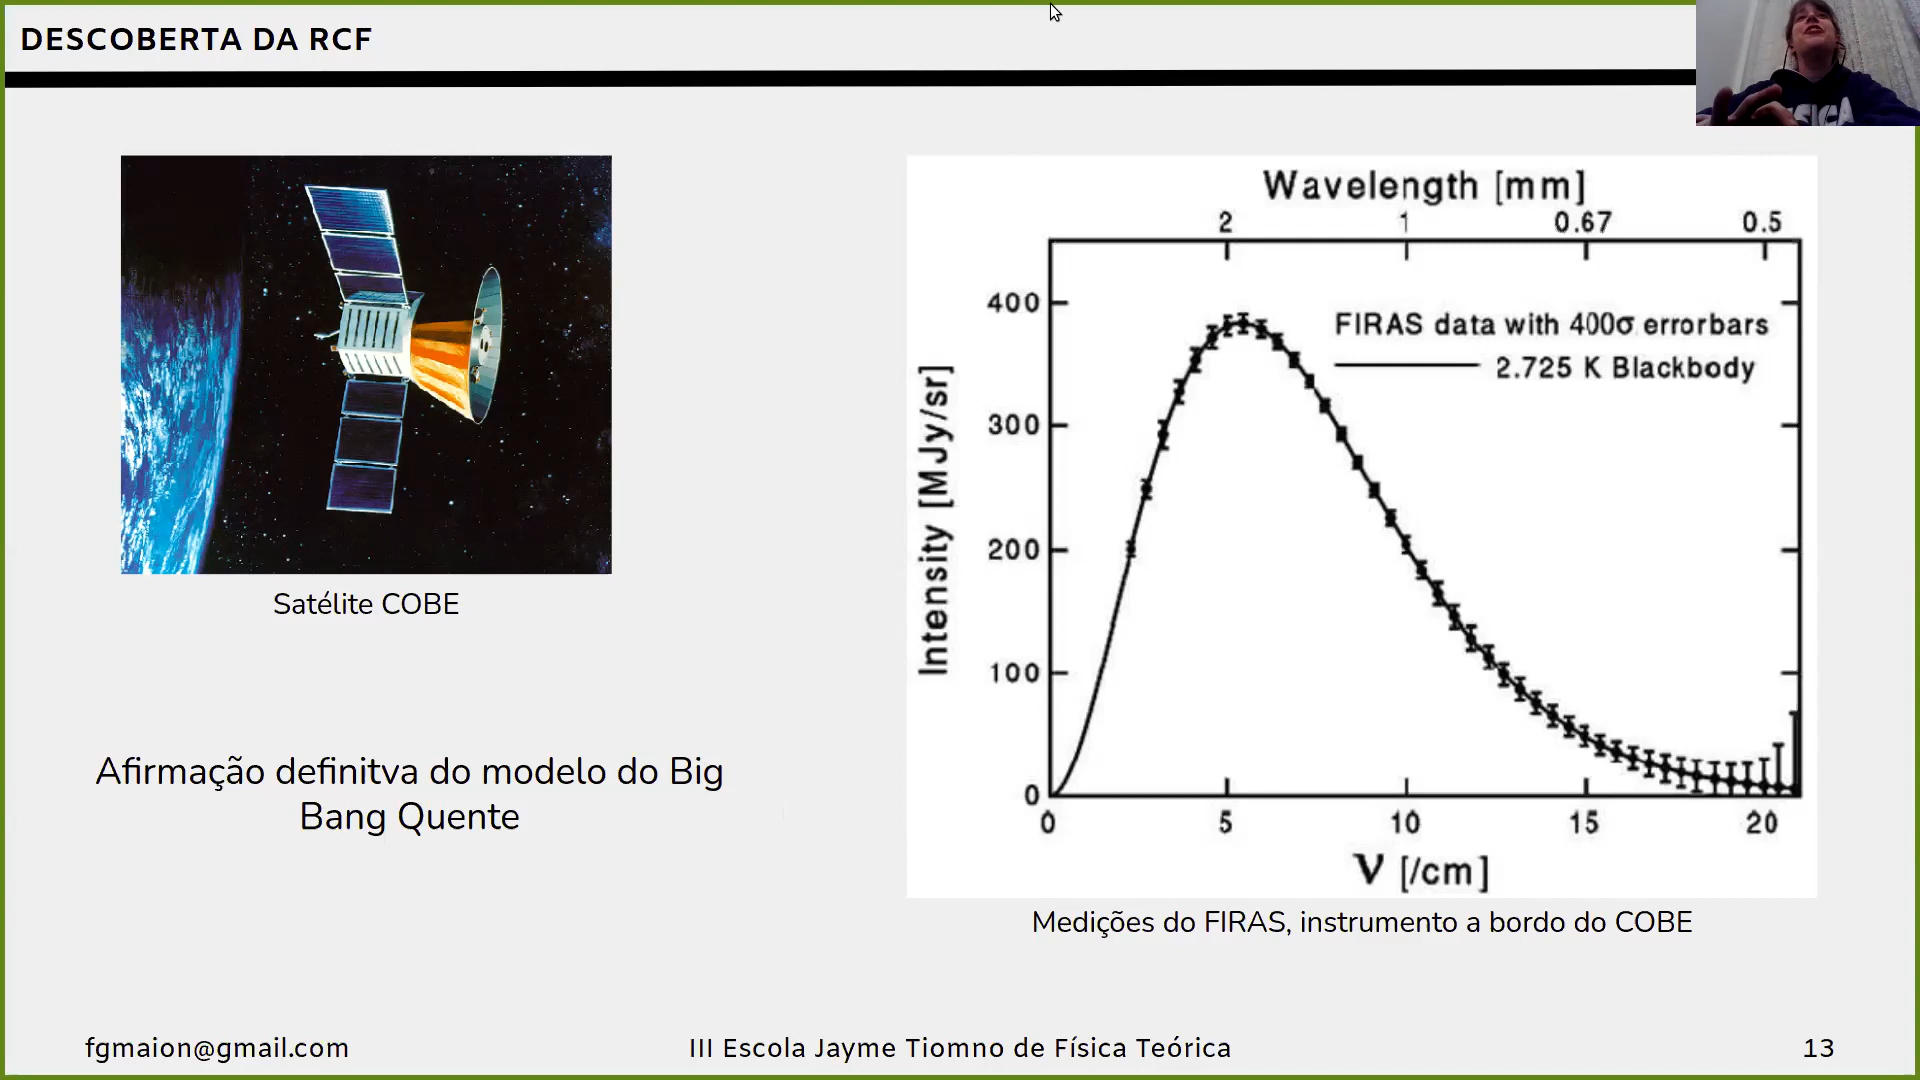 DESCOBERTA DA RCF
Satélite COBE
Afirmação definitva do modelo do Big
Bang Quente
Wavelength [mm]
2 1 0.67 0.5
Intensity [MJy/sr]
400
300
200
100
0
FIRAS data with 400σ errorbars
2.725 K Blackbody
0 5 10 15 20
ν [/cm]
Medições do FIRAS, instrumento a bordo do COBE
fgmaion@gmail.com
III Escola Jayme Tiomno de Física Teórica
13